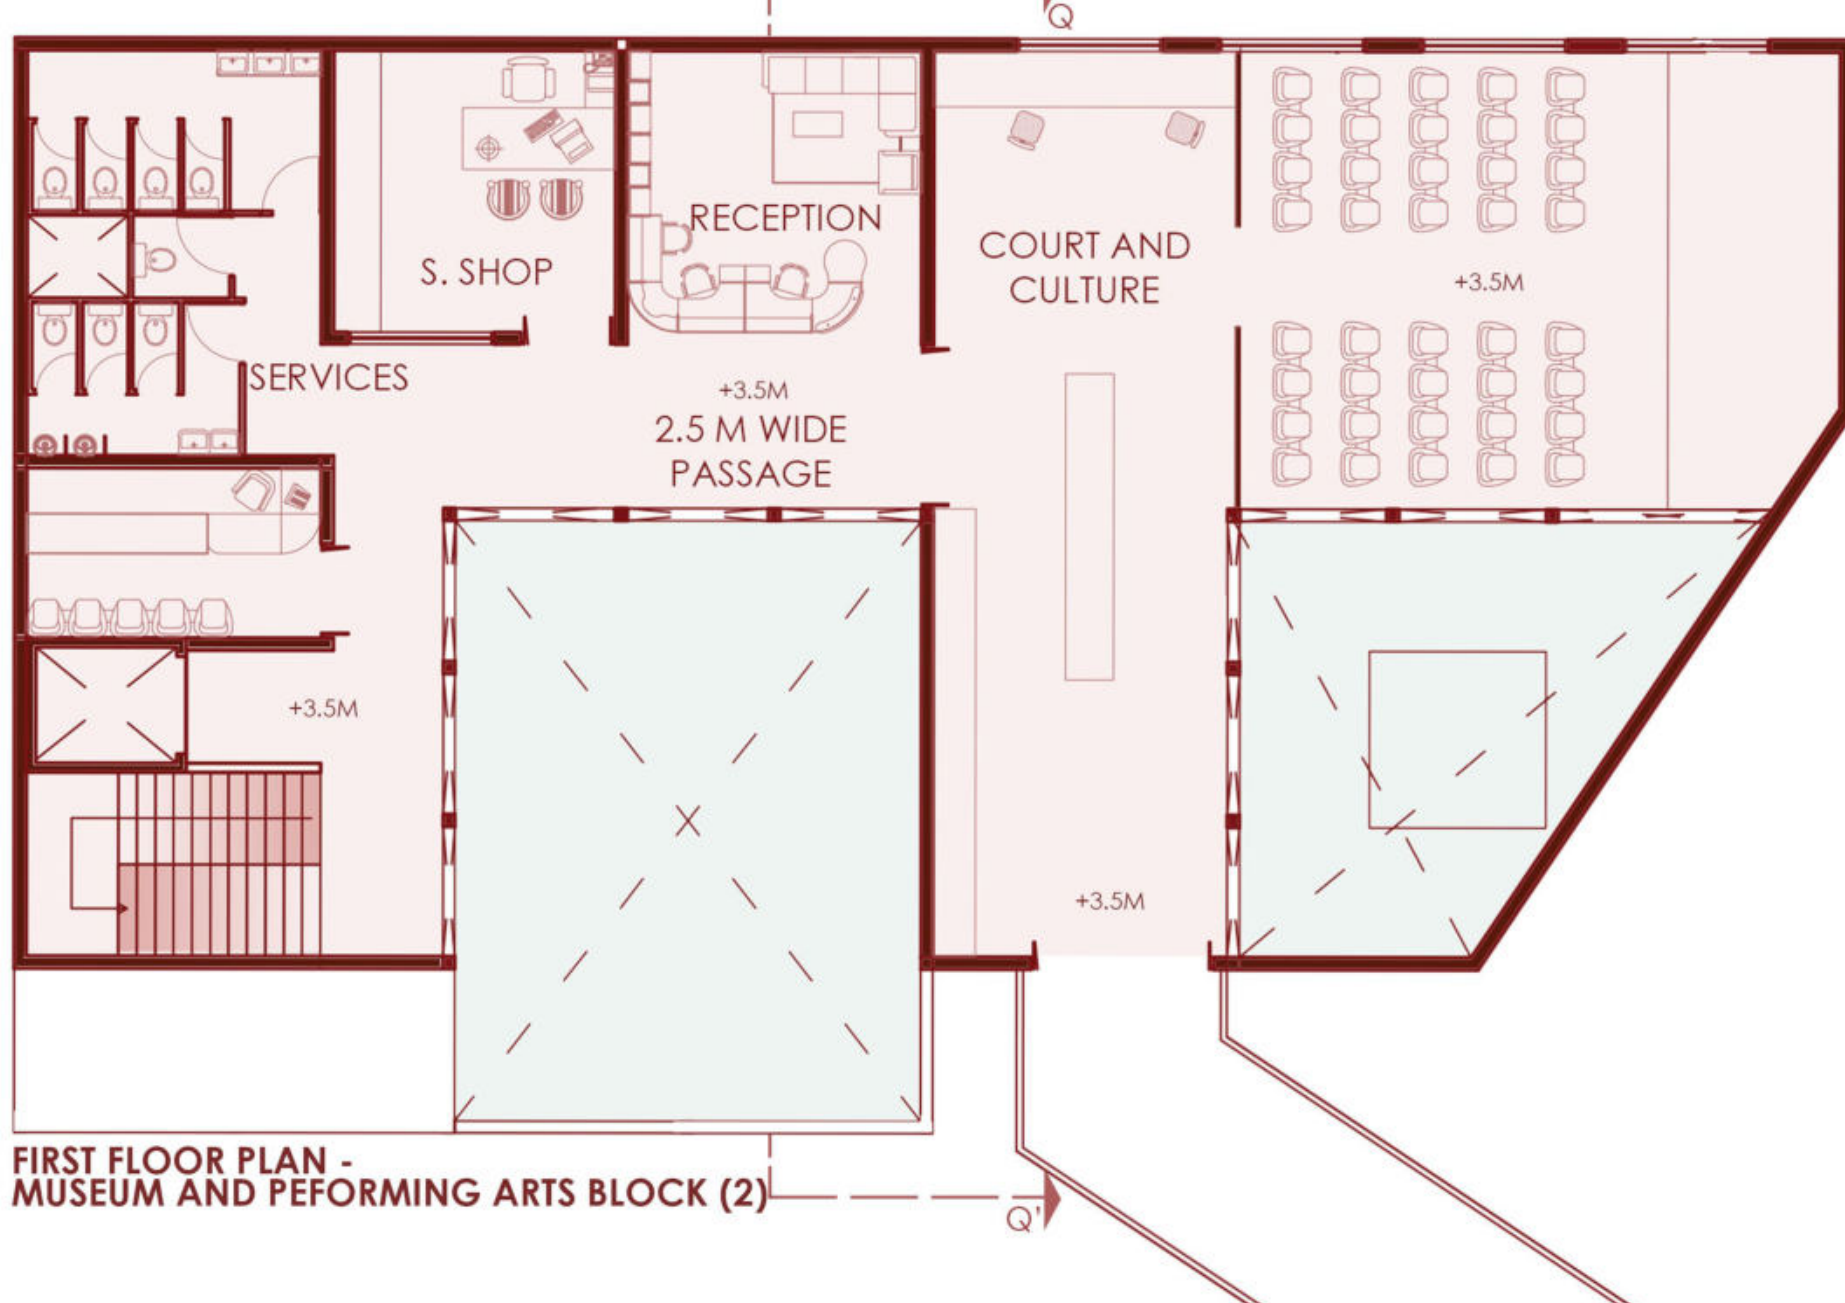 Q
RECEPTION
S. SHOP
COURT AND
CULTURE
+3.5M
SERVICES
+3.5M
2.5 M WIDE
PASSAGE
+3.5M
+3.5M
FIRST FLOOR PLAN -
MUSEUM AND PEFORMING ARTS BLOCK (2)
Q'